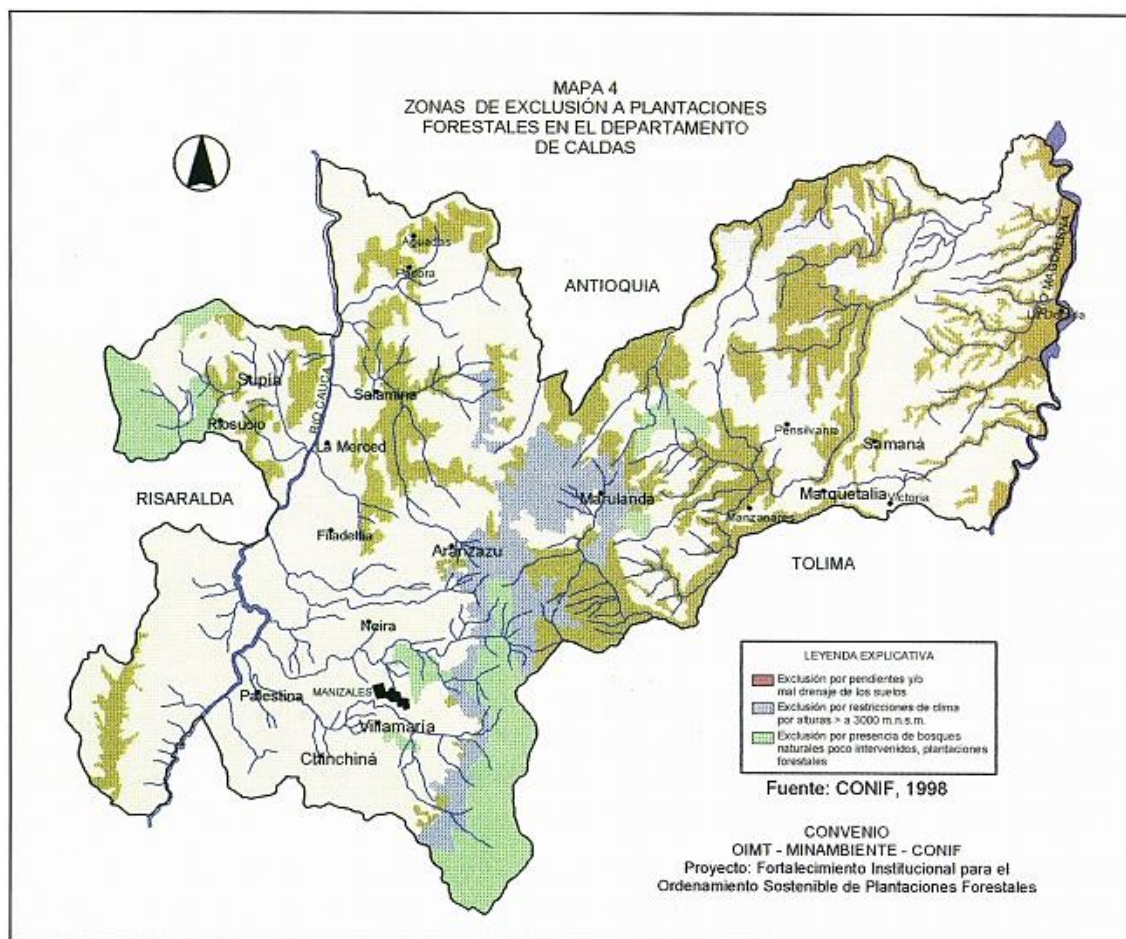 MAPA 4
ZONAS DE EXCLUSIÓN A PLANTACIONES
FORESTALES EN EL DEPARTAMENTO
DE CALDAS
ANTIOQUIA
RISARALDA
TOLIMA
RIO CAUCA
RIO MAGDALENA
Aguadas
Pácora
Supía
Riosucio
Salamina
La Merced
Filadelfia
Aranzazu
Marulanda
Pensilvania
Samaná
Marquetalia
Victoria
Manzanares
Neira
Palestina
MANIZALES
Villamaría
Chinchiná
LEYENDA EXPLICATIVA
Exclusión por pendientes y/o
mal drenaje de los suelos
Exclusión por restricciones de clima
por alturas > a 3000 m.n.s.m.
Exclusión por presencia de bosques
naturales poco intervenidos, plantaciones
forestales
Fuente: CONIF, 1998
CONVENIO
OIMT - MINAMBIENTE - CONIF
Proyecto: Fortalecimiento Institucional para el
Ordenamiento Sostenible de Plantaciones Forestales